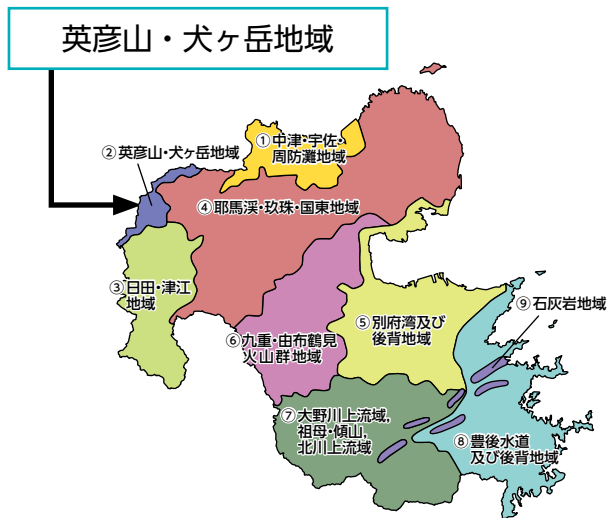 英彦山・犬ヶ岳地域
①中津・宇佐・
周防灘地域
②英彦山・犬ヶ岳地域
④耶馬渓・玖珠・国東地域
③日田・津江
地域
⑨石灰岩地域
⑤別府湾及び
後背地域
⑥九重・由布鶴見
火山群地域
⑦大野川上流域,
祖母・傾山,
北川上流域
⑧豊後水道
及び後背地域